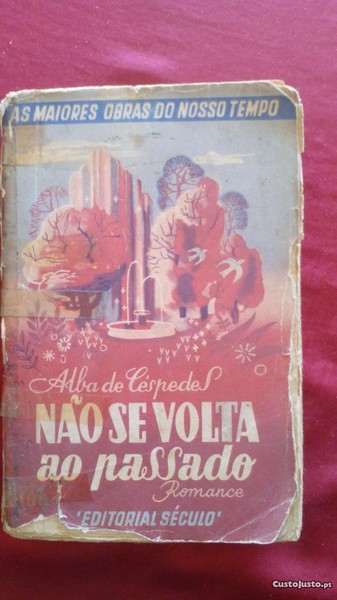 AS MAIORES OBRAS DO NOSSO TEMPO
Alba de Céspedes
NÃO SE VOLTA
ao passado
Romance
'EDITORIAL SÉCULO'
CustoJusto.pt